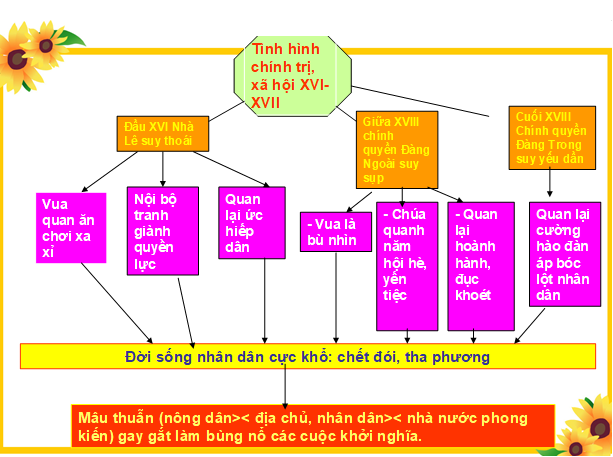 Tình hình
chính trị,
xã hội XVI-
XVII
Đầu XVI Nhà
Lê suy thoái
Giữa XVIII
chính
quyền Đàng
Ngoài suy
sụp
Cuối XVIII
Chính quyền
Đàng Trong
suy yếu dần
Vua
quan ăn
chơi xa
xỉ
Nội bộ
tranh
giành
quyền
lực
Quan
lại ức
hiếp
dân
- Vua là
bù nhìn
- Chúa
quanh
năm
hội hè,
yến
tiệc
- Quan
lại
hoành
hành,
đục
khoét
Quan lại
cường
hào đàn
áp bóc
lột nhân
dân
Đời sống nhân dân cực khổ: chết đói, tha phương
Mâu thuẫn (nông dân>< địa chủ, nhân dân>< nhà nước phong
kiến) gay gắt làm bùng nổ các cuộc khởi nghĩa.